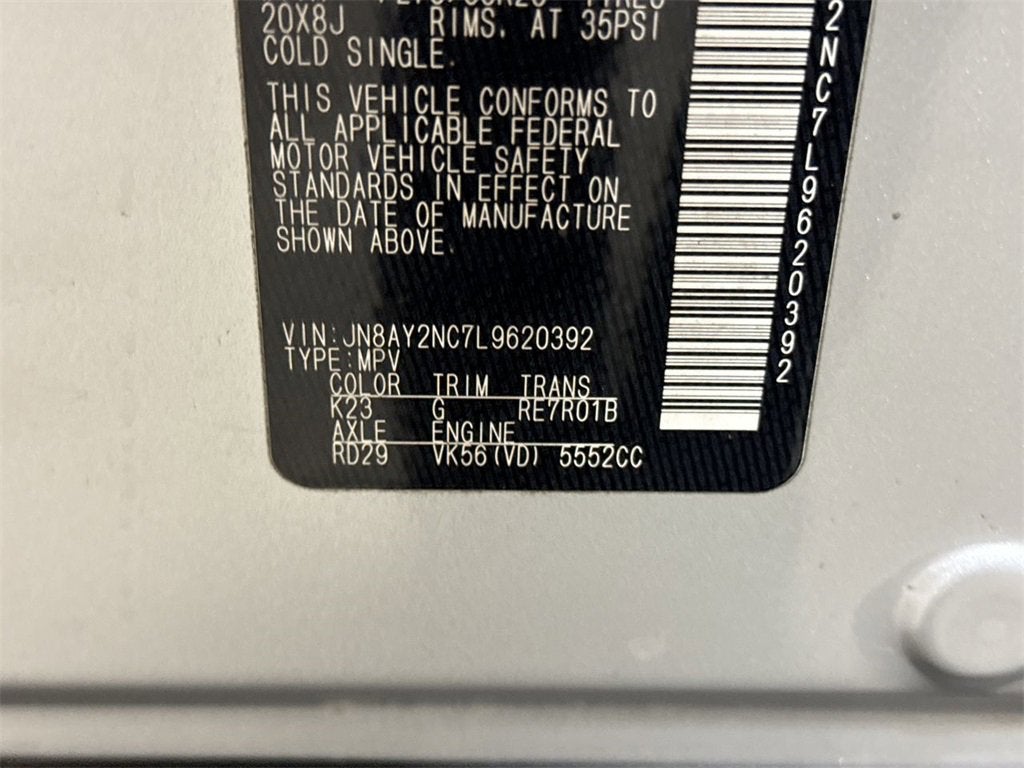 20X8J RIMS. AT 35PSI
COLD SINGLE.
THIS VEHICLE CONFORMS TO
ALL APPLICABLE FEDERAL
MOTOR VEHICLE SAFETY
STANDARDS IN EFFECT ON
THE DATE OF MANUFACTURE
SHOWN ABOVE.
VIN:JN8AY2NC7L9620392
TYPE:MPV
COLOR TRIM TRANS
K23 G RE7R01B
AXLE ENGINE
RD29 VK56(VD) 5552CC
2NC7L9620392